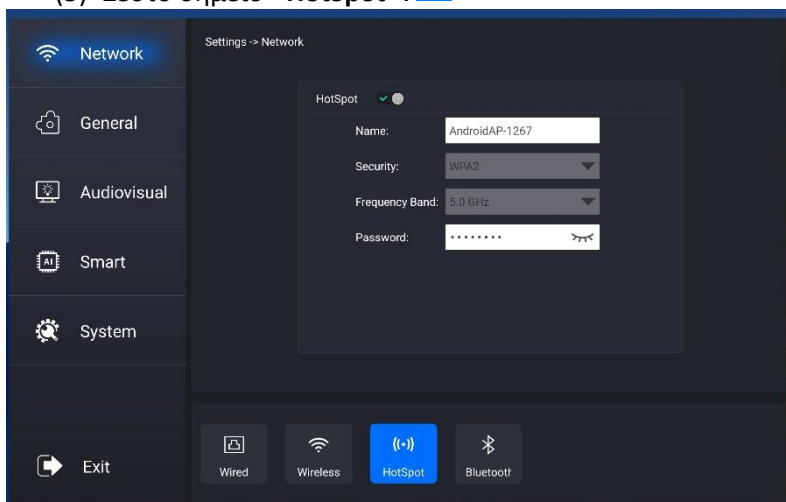 Network
Settings -> Network
HotSpot
Name: AndroidAP-1267
General
Security: WPA2
Audiovisual
Frequency Band: 5.0 GHz
Password: ••••••••
Smart
System
Exit
Wired Wireless HotSpot Bluetooth